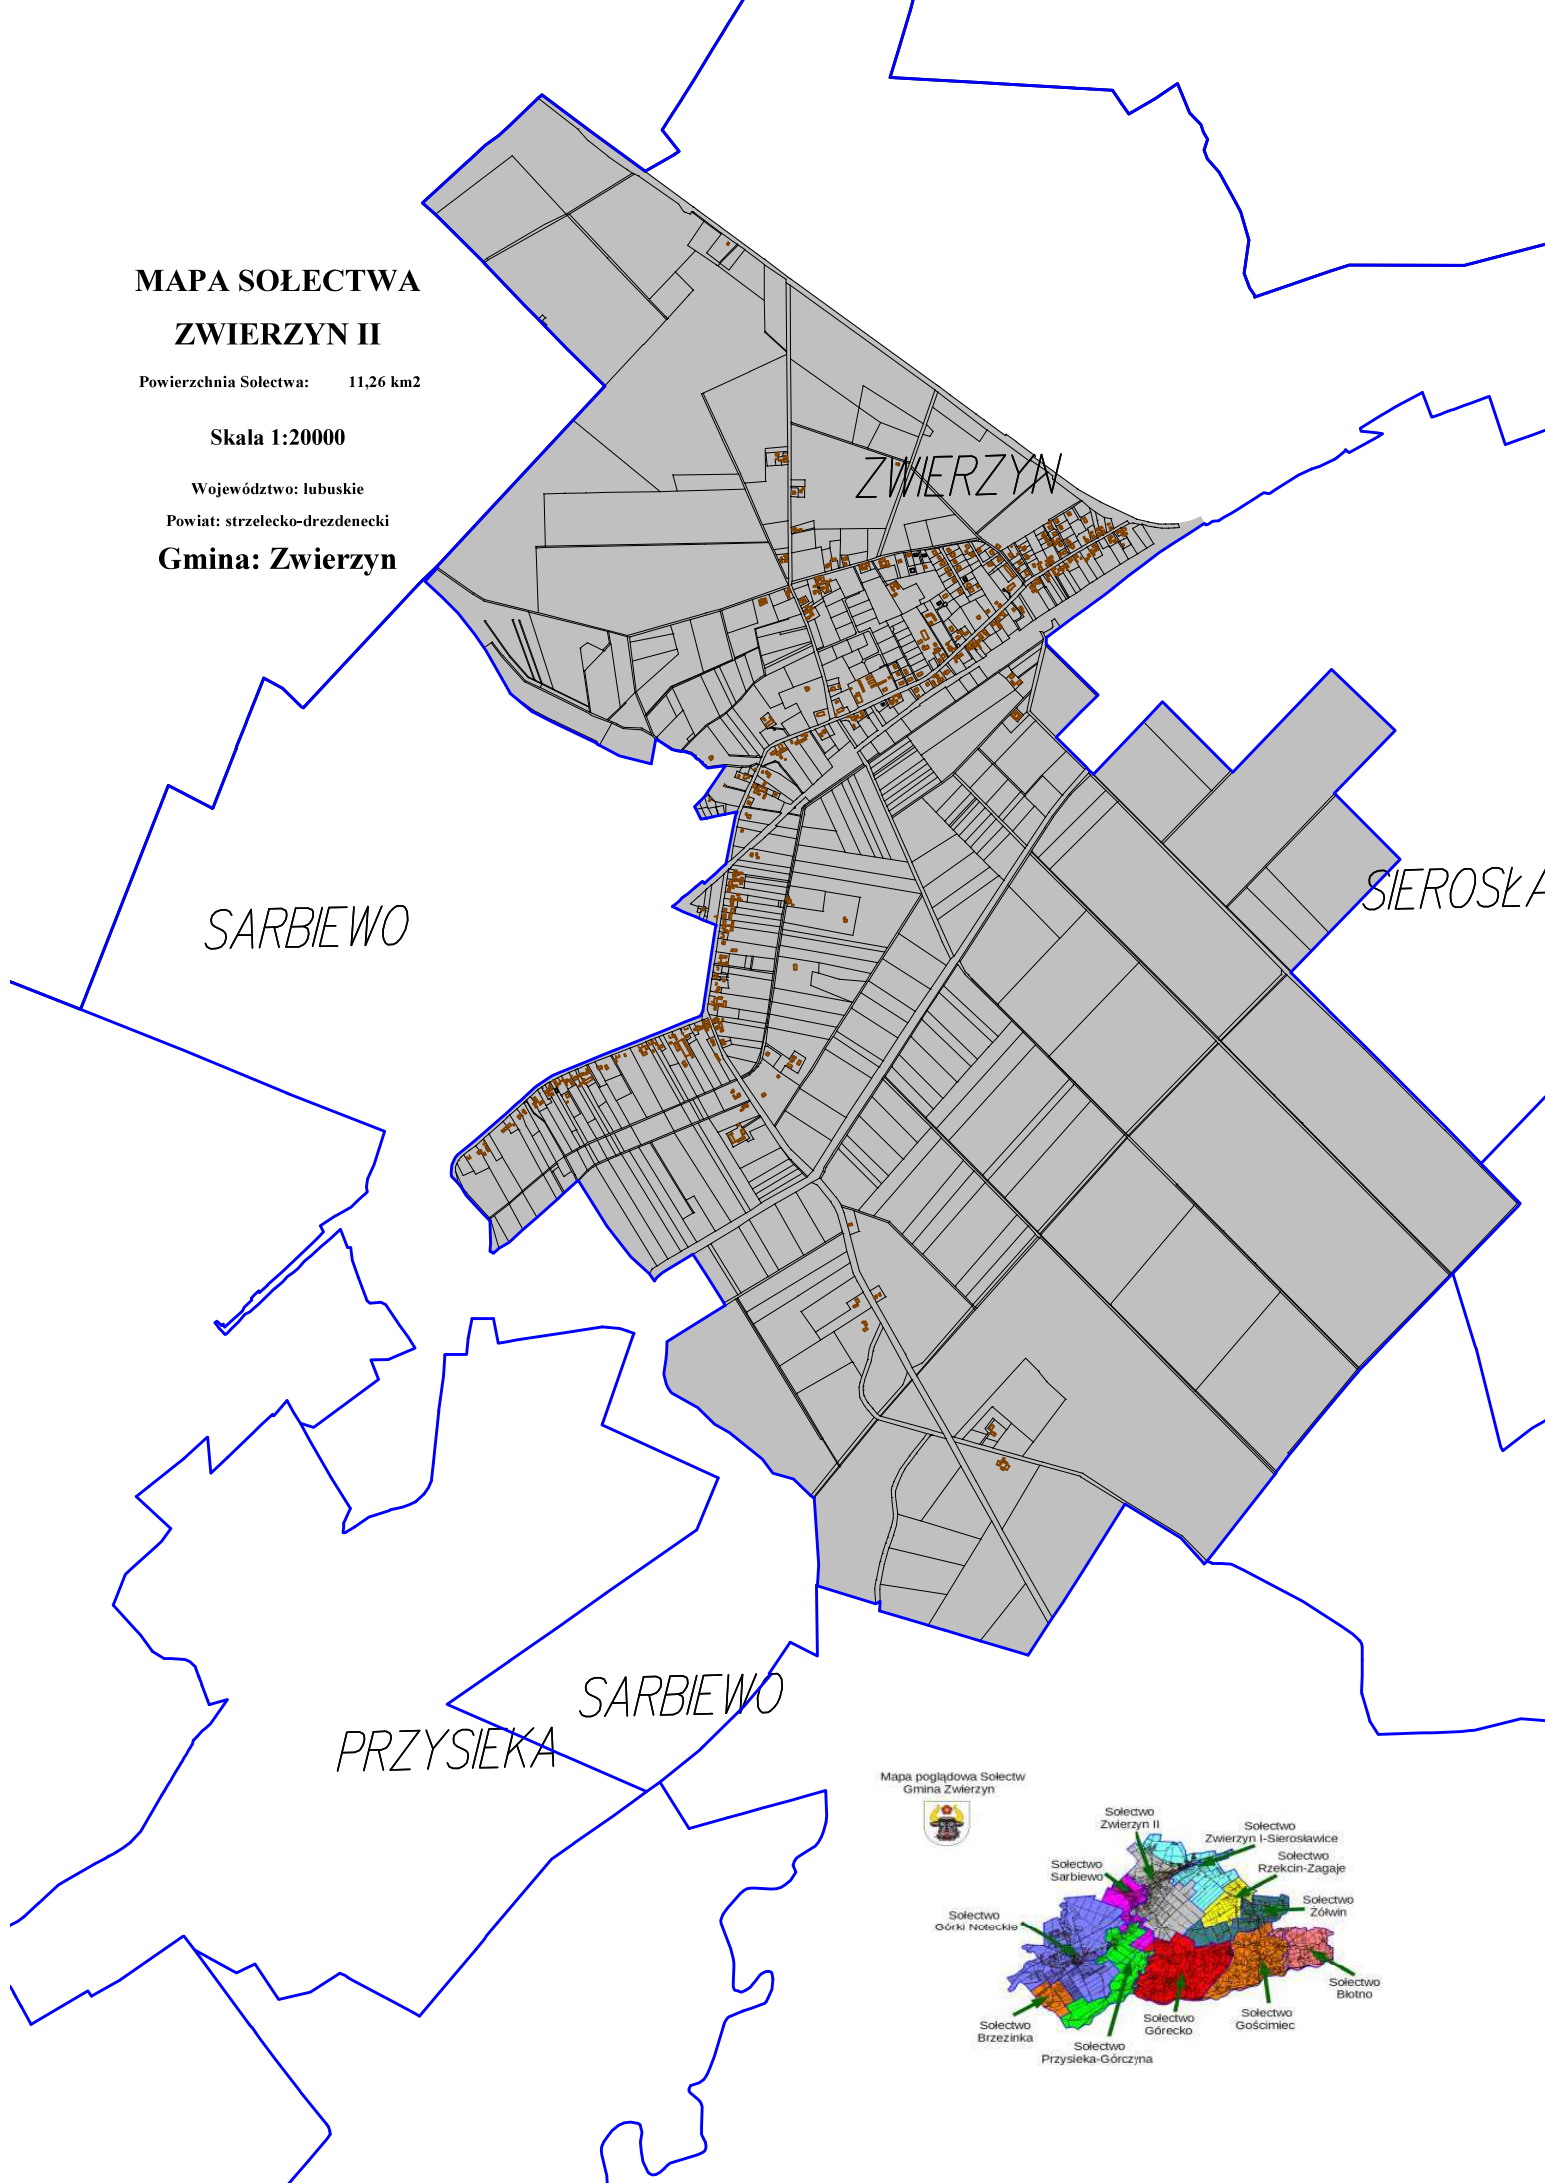 MAPA SOŁECTWA
ZWIERZYN II
Powierzchnia Sołectwa: 11,26 km2
Skala 1:20000
Województwo: lubuskie
Powiat: strzelecko-drezdenecki
Gmina: Zwierzyn
ZWIERZYN
SIEROSŁA
SARBIEWO
SARBIEWO
PRZYSIEKA
Mapa poglądowa Sołectw
Gmina Zwierzyn
Sołectwo
Zwierzyn II
Sołectwo
Zwierzyn I-Sierosławice
Sołectwo
Rzekcin-Zagaje
Sołectwo
Sarbiewo
Sołectwo
Żółwin
Sołectwo
Górki Noteckie
Sołectwo
Błotno
Sołectwo
Gościmiec
Sołectwo
Górecko
Sołectwo
Brzezinka
Sołectwo
Przysieka-Górczyna